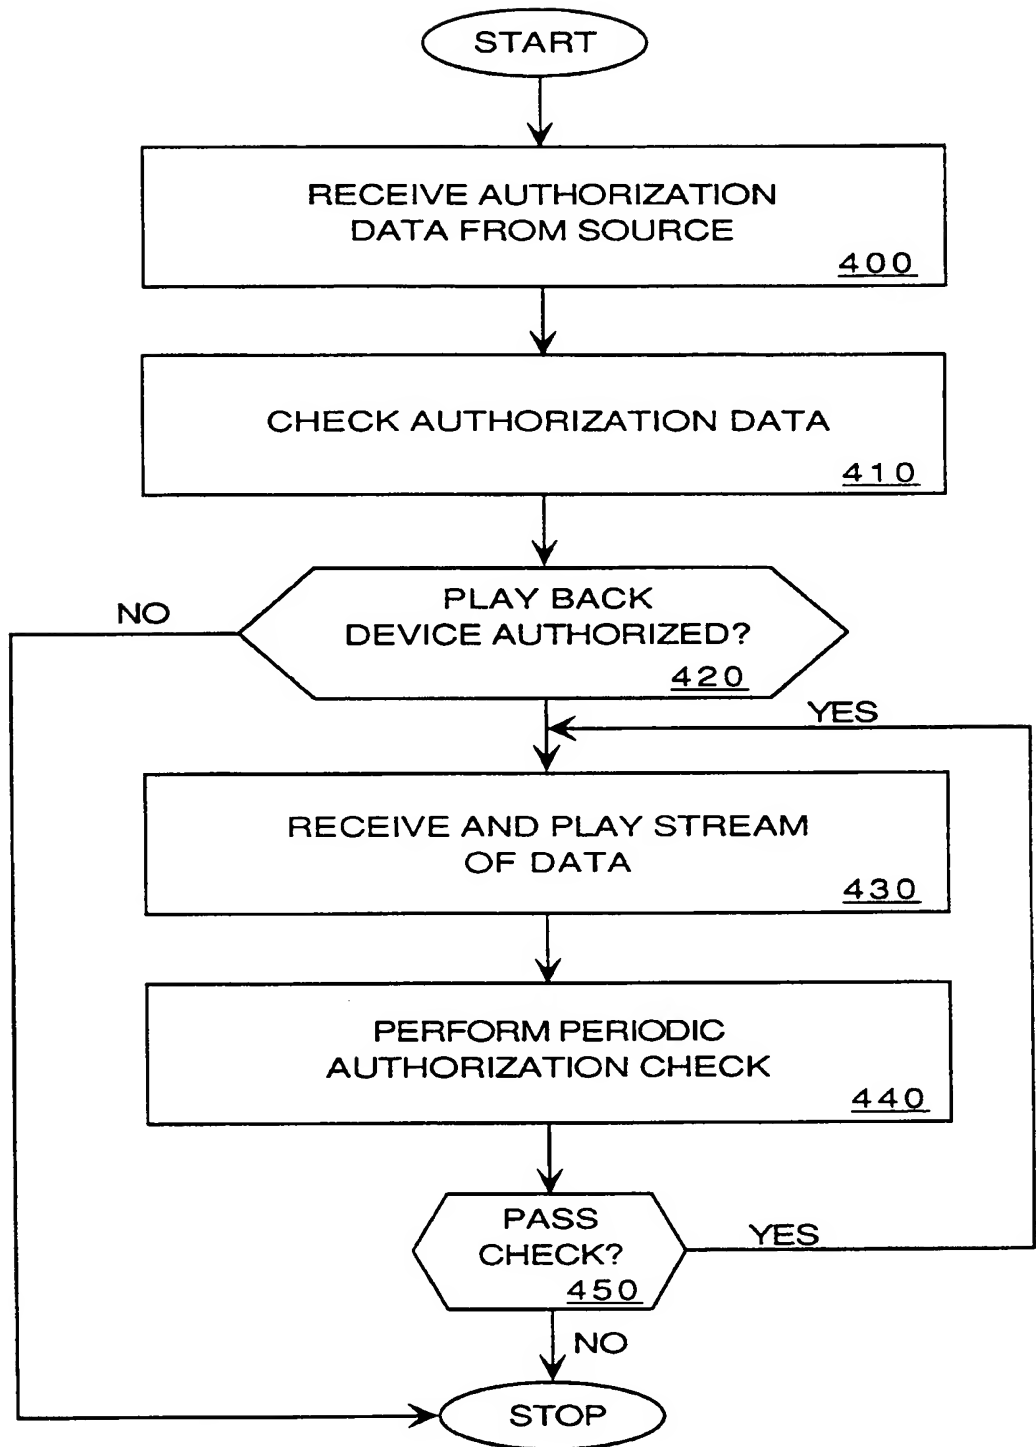 START
RECEIVE AUTHORIZATION
DATA FROM SOURCE
400
CHECK AUTHORIZATION DATA
410
NO
PLAY BACK
DEVICE AUTHORIZED?
420
YES
RECEIVE AND PLAY STREAM
OF DATA
430
PERFORM PERIODIC
AUTHORIZATION CHECK
440
PASS
CHECK?
450
YES
NO
STOP